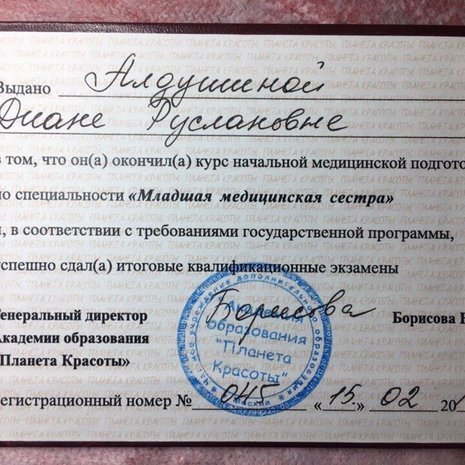 Выдано Алдушиной
Диане Руслановне
в том, что он(а) окончил(а) курс начальной медицинской подгото
по специальности «Младшая медицинская сестра»
и, в соответствии с требованиями государственной программы,
успешно сдал(а) итоговые квалификационные экзамены
Генеральный директор
Академии образования
"Планета Красоты»
Борисова
Борисова
образования
"Планета
Красоты"
Регистрационный номер № 045 «15» 02 20